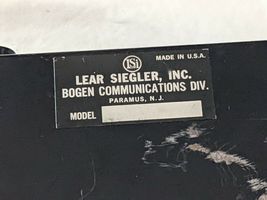 LSi MADE IN U.S.A.
LEAR SIEGLER, INC.
BOGEN COMMUNICATIONS DIV.
PARAMUS, N.J.
MODEL